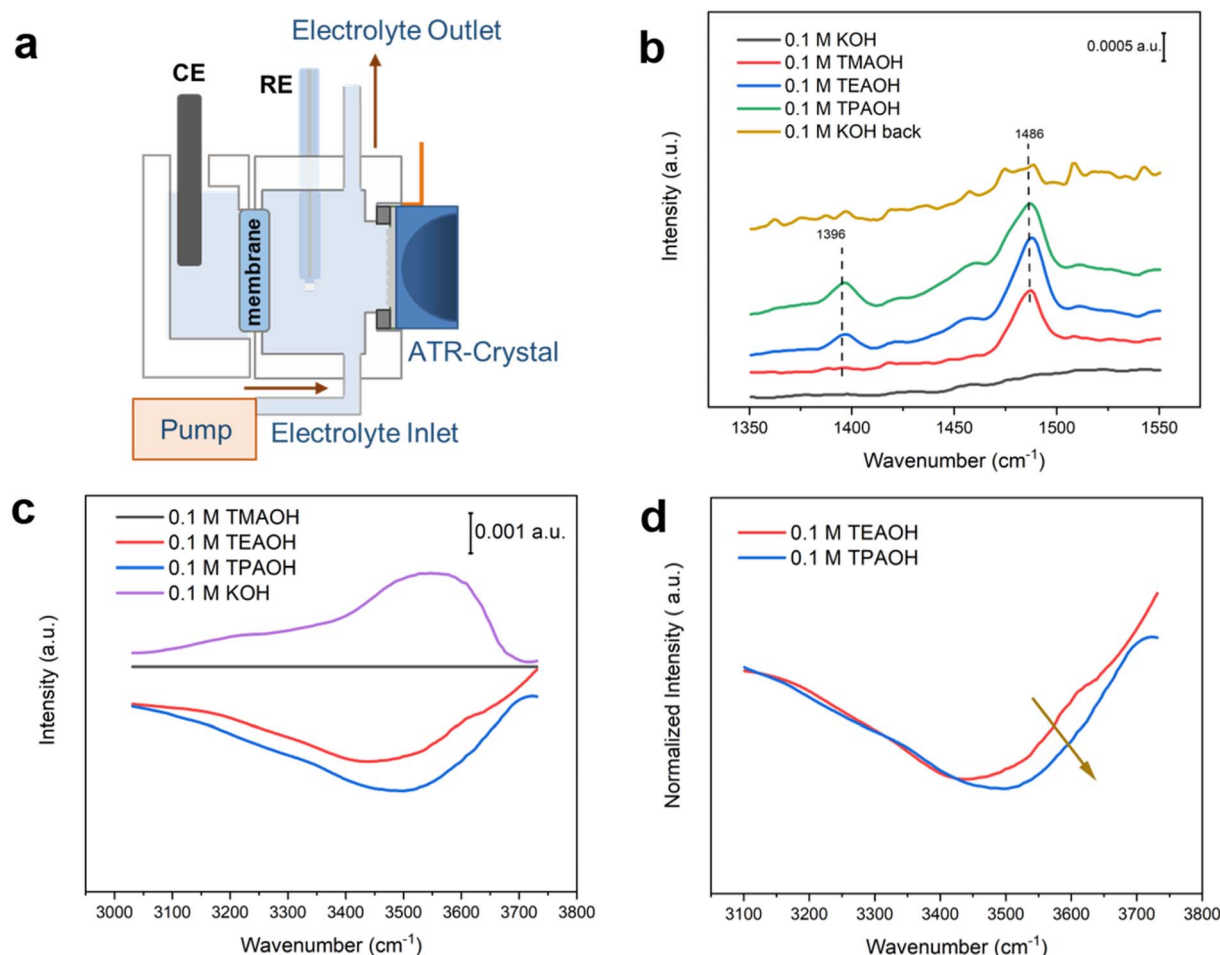 a
Electrolyte Outlet
CE
RE
membrane
ATR-Crystal
Pump
Electrolyte Inlet
b
0.1 M KOH
0.1 M TMAOH
0.1 M TEAOH
0.1 M TPAOH
0.1 M KOH back
0.0005 a.u.
1486
1396
Intensity (a.u.)
1350 1400 1450 1500 1550
Wavenumber (cm⁻¹)
c
0.1 M TMAOH
0.1 M TEAOH
0.1 M TPAOH
0.1 M KOH
0.001 a.u.
Intensity (a.u.)
3000 3100 3200 3300 3400 3500 3600 3700 3800
Wavenumber (cm⁻¹)
d
0.1 M TEAOH
0.1 M TPAOH
Normalized Intensity ( a.u.)
3100 3200 3300 3400 3500 3600 3700 3800
Wavenumber (cm⁻¹)